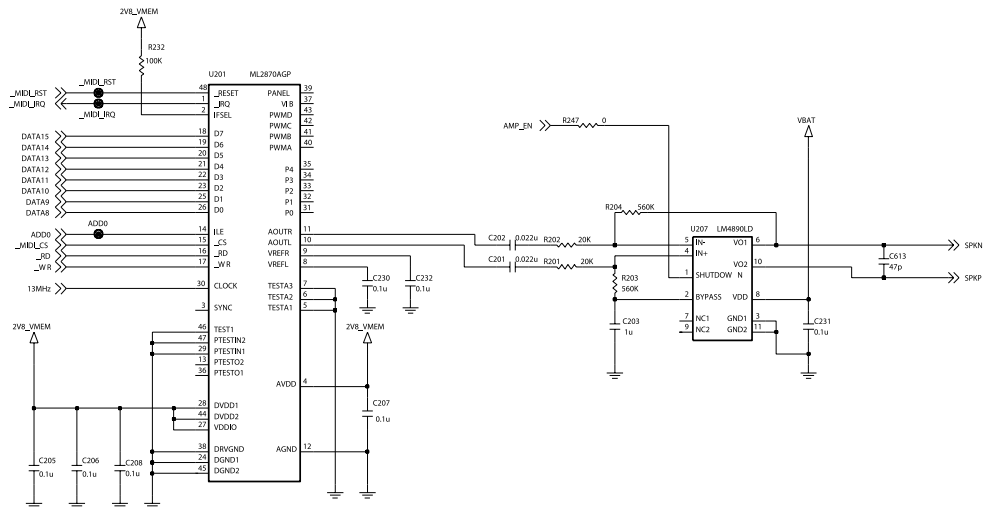 2V8_VMEM
R232
100K
U201 ML2870AGP
_MIDI_RST _MIDI_RST 48 _RESET PANEL 39
_MIDI_IRQ 1 _IRQ VIB 37
_MIDI_IRQ 2 IFSEL PWMD 43
PWMC 42
DATA15 18 D7 PWMB 41
DATA14 19 D6 PWMA 40
DATA13 20 D5
DATA12 21 D4 P4 35
DATA11 22 D3 P3 34
DATA10 23 D2 P2 33
DATA9 25 D1 P1 32
DATA8 26 D0 P0 31
ADD0
ADD0 14 ILE AOUTR 11
_MIDI_CS 15 _CS AOUTL 10
_RD 16 _RD VREFR 9
_WR 17 _WR VREFL 8
C230
0.1u
C232
0.1u
13MHz 30 CLOCK TESTA3 7
TESTA2 6
3 SYNC TESTA1 5
2V8_VMEM
46 TEST1
47 PTESTIN2
29 PTESTIN1
13 PTESTO2
36 PTESTO1
2V8_VMEM
AVDD 4
28 DVDD1
44 DVDD2
27 VDDIO
C207
0.1u
38 DRVGND AGND 12
24 DGND1
45 DGND2
C205
0.1u
C206
0.1u
C208
0.1u
AMP_EN R247 0
VBAT
R204 560K
U207 LM4890LD
C202 0.022u R202 20K
C201 0.022u R201 20K
R203
560K
C203
1u
5 IN- VO1 6
4 IN+
VO2 10
1 SHUTDOW N
2 BYPASS VDD 8
7 NC1 GND1 3
9 NC2 GND2 11
C231
0.1u
C613
47p
SPKN
SPKP